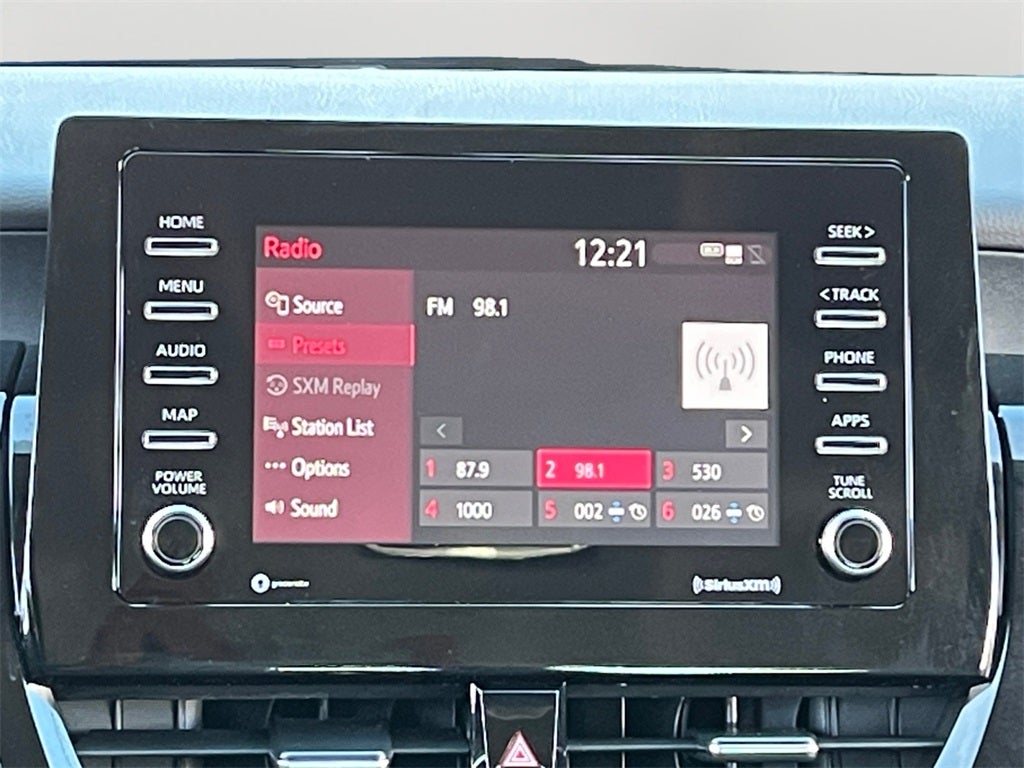 HOME
MENU
AUDIO
MAP
POWER
VOLUME
Radio 12:21
Source
Presets
SXM Replay
Station List
Options
Sound
FM 98.1
< >
1 87.9 2 98.1 3 530
4 1000 5 002 6 026
SEEK >
< TRACK
PHONE
APPS
TUNE
SCROLL
gracenote
((SiriusXM))